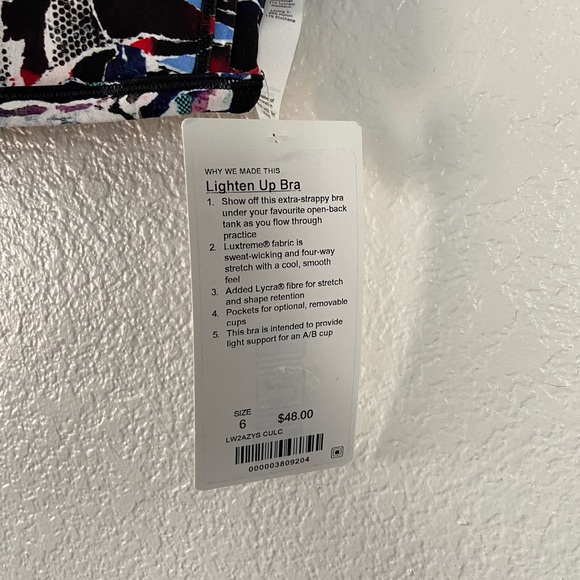 WHY WE MADE THIS
Lighten Up Bra
1. Show off this extra-strappy bra
under your favourite open-back
tank as you flow through
practice
2. Luxtreme® fabric is
sweat-wicking and four-way
stretch with a cool, smooth
feel
3. Added Lycra® fibre for stretch
and shape retention
4. Pockets for optional, removable
cups
5. This bra is intended to provide
light support for an A/B cup
SIZE
6
$48.00
LW2AZYS CULC
000003809204